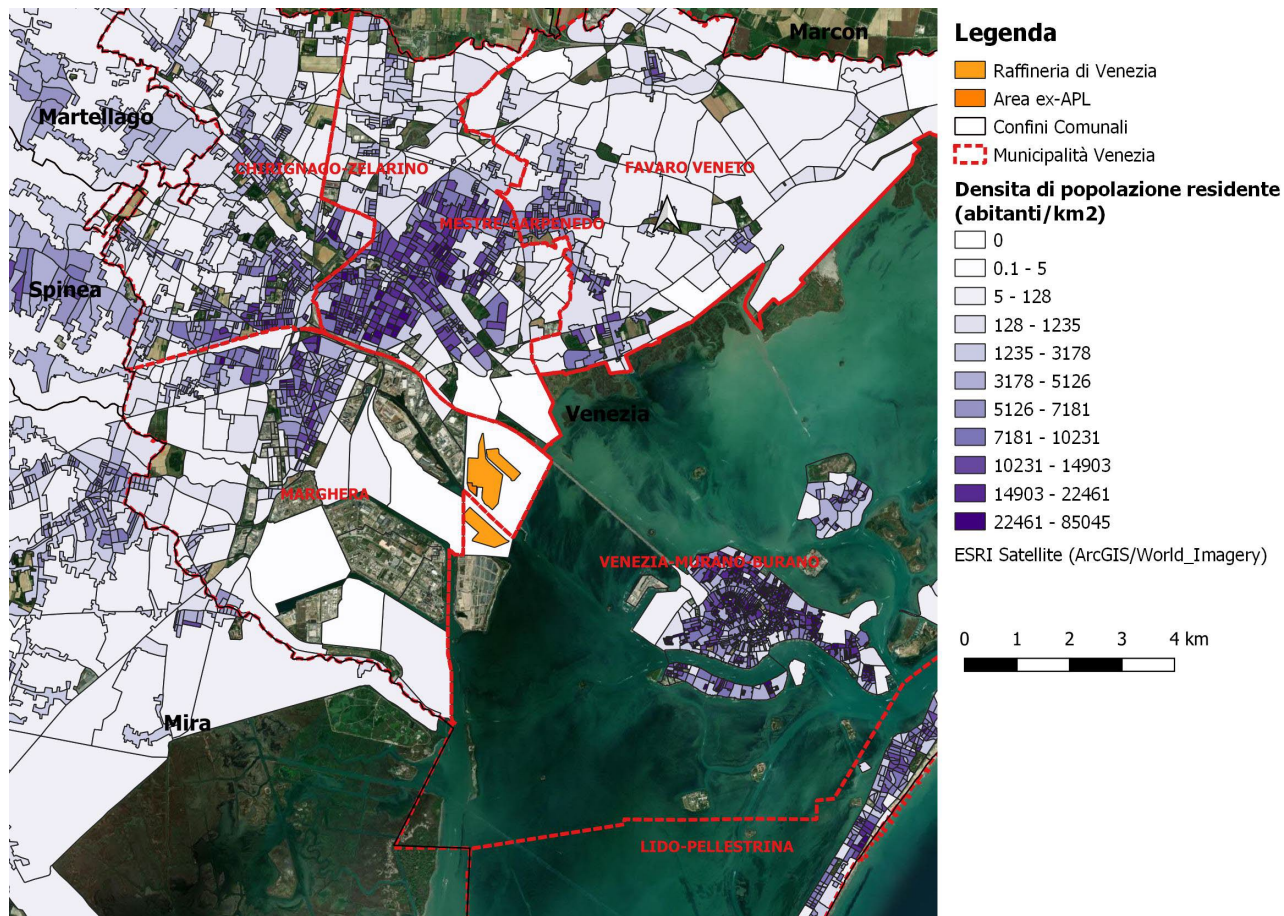 Marcon
Martellago
CHIRIGNAGO-ZELARINO
FAVARO VENETO
MESTRE-CARPENEDO
Spinea
Venezia
MARGHERA
VENEZIA-MURANO-BURANO
Mira
LIDO-PELLESTRINA
Legenda
Raffineria di Venezia
Area ex-APL
Confini Comunali
Municipalità Venezia
Densita di popolazione residente
(abitanti/km2)
0
0.1 - 5
5 - 128
128 - 1235
1235 - 3178
3178 - 5126
5126 - 7181
7181 - 10231
10231 - 14903
14903 - 22461
22461 - 85045
ESRI Satellite (ArcGIS/World_Imagery)
0 1 2 3 4 km